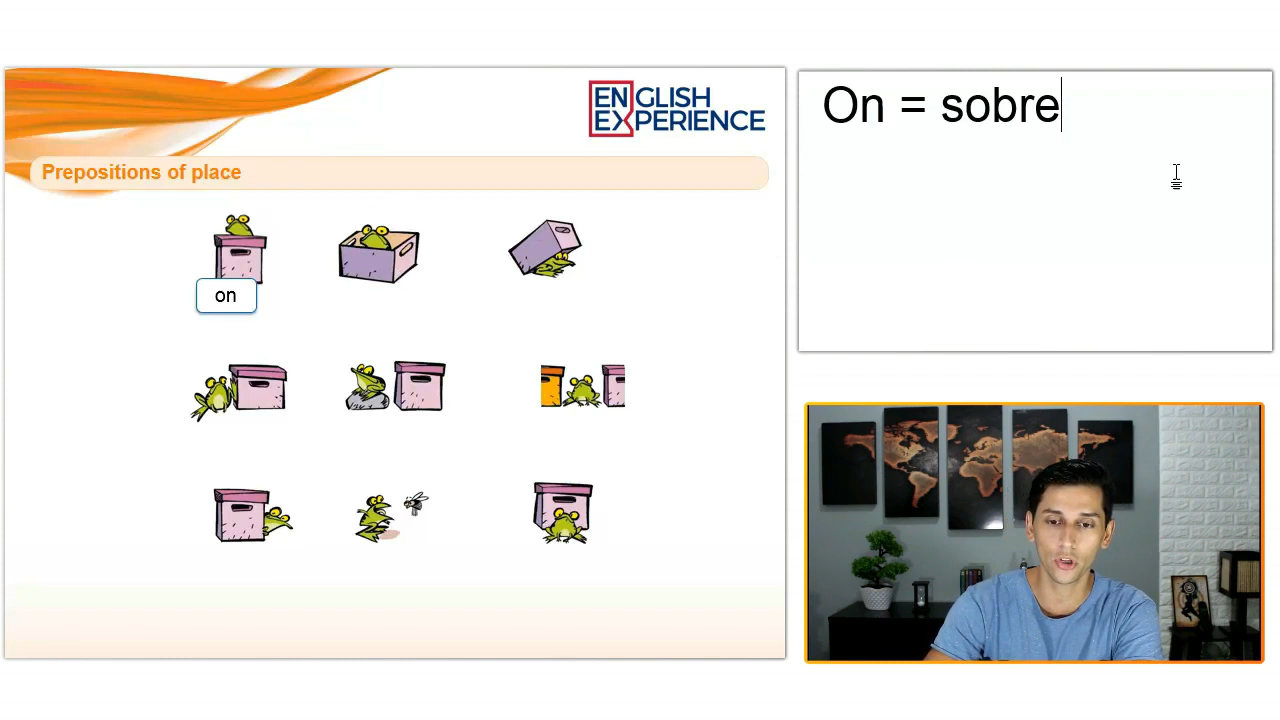 ENGLISH
EXPERIENCE
Prepositions of place
on
On = sobre